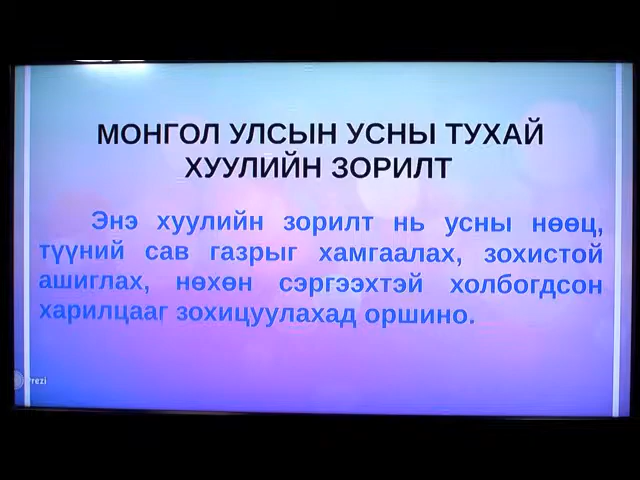 МОНГОЛ УЛСЫН УСНЫ ТУХАЙ
ХУУЛИЙН ЗОРИЛТ
Энэ хуулийн зорилт нь усны нөөц,
түүний сав газрыг хамгаалах, зохистой
ашиглах, нөхөн сэргээхтэй холбогдсон
харилцааг зохицуулахад оршино.
Prezi